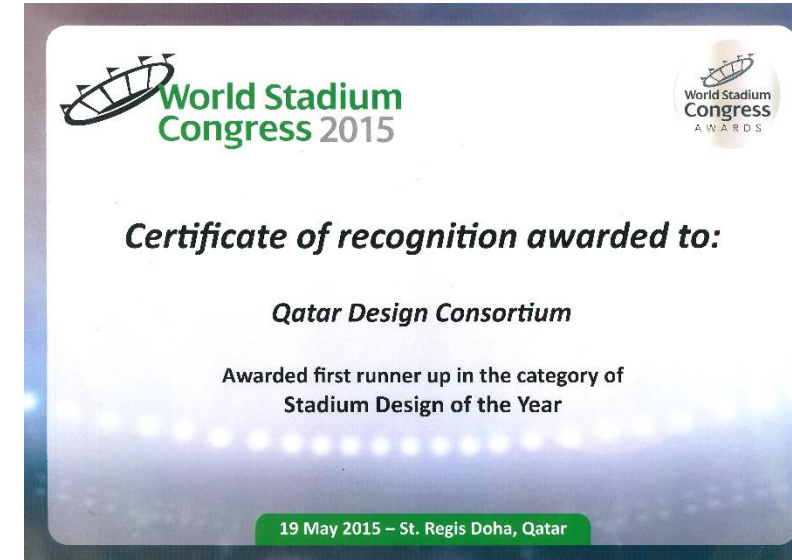 World Stadium
Congress 2015
World Stadium
Congress
AWARDS
Certificate of recognition awarded to:
Qatar Design Consortium
Awarded first runner up in the category of
Stadium Design of the Year
19 May 2015 – St. Regis Doha, Qatar